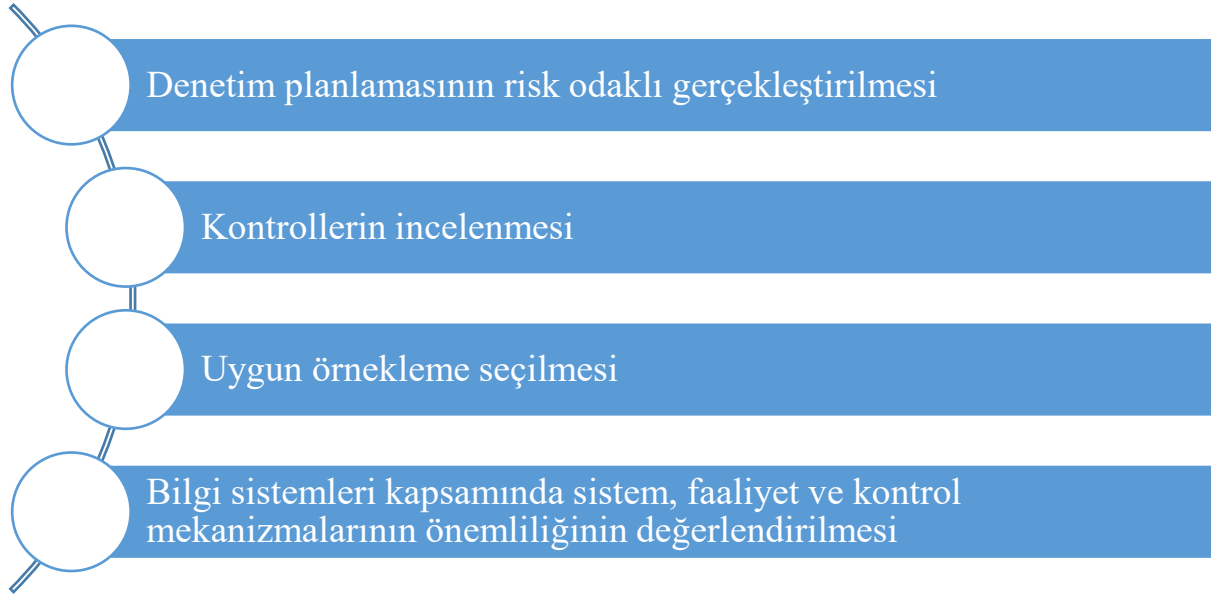 Denetim planlamasının risk odaklı gerçekleştirilmesi
Kontrollerin incelenmesi
Uygun örnekleme seçilmesi
Bilgi sistemleri kapsamında sistem, faaliyet ve kontrol
mekanizmalarının önemliliğinin değerlendirilmesi